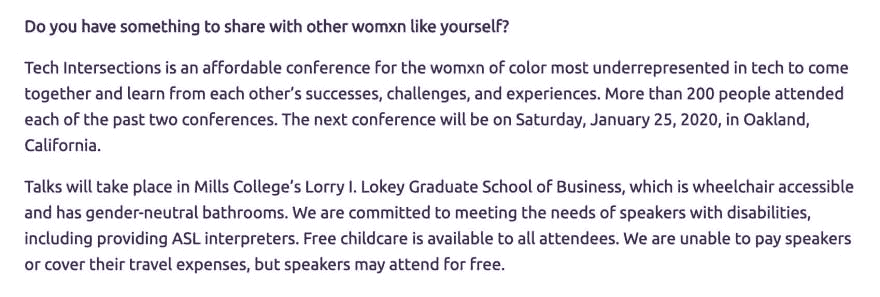 Do you have something to share with other womxn like yourself?
Tech Intersections is an affordable conference for the womxn of color most underrepresented in tech to come
together and learn from each other's successes, challenges, and experiences. More than 200 people attended
each of the past two conferences. The next conference will be on Saturday, January 25, 2020, in Oakland,
California.
Talks will take place in Mills College's Lorry I. Lokey Graduate School of Business, which is wheelchair accessible
and has gender-neutral bathrooms. We are committed to meeting the needs of speakers with disabilities,
including providing ASL interpreters. Free childcare is available to all attendees. We are unable to pay speakers
or cover their travel expenses, but speakers may attend for free.